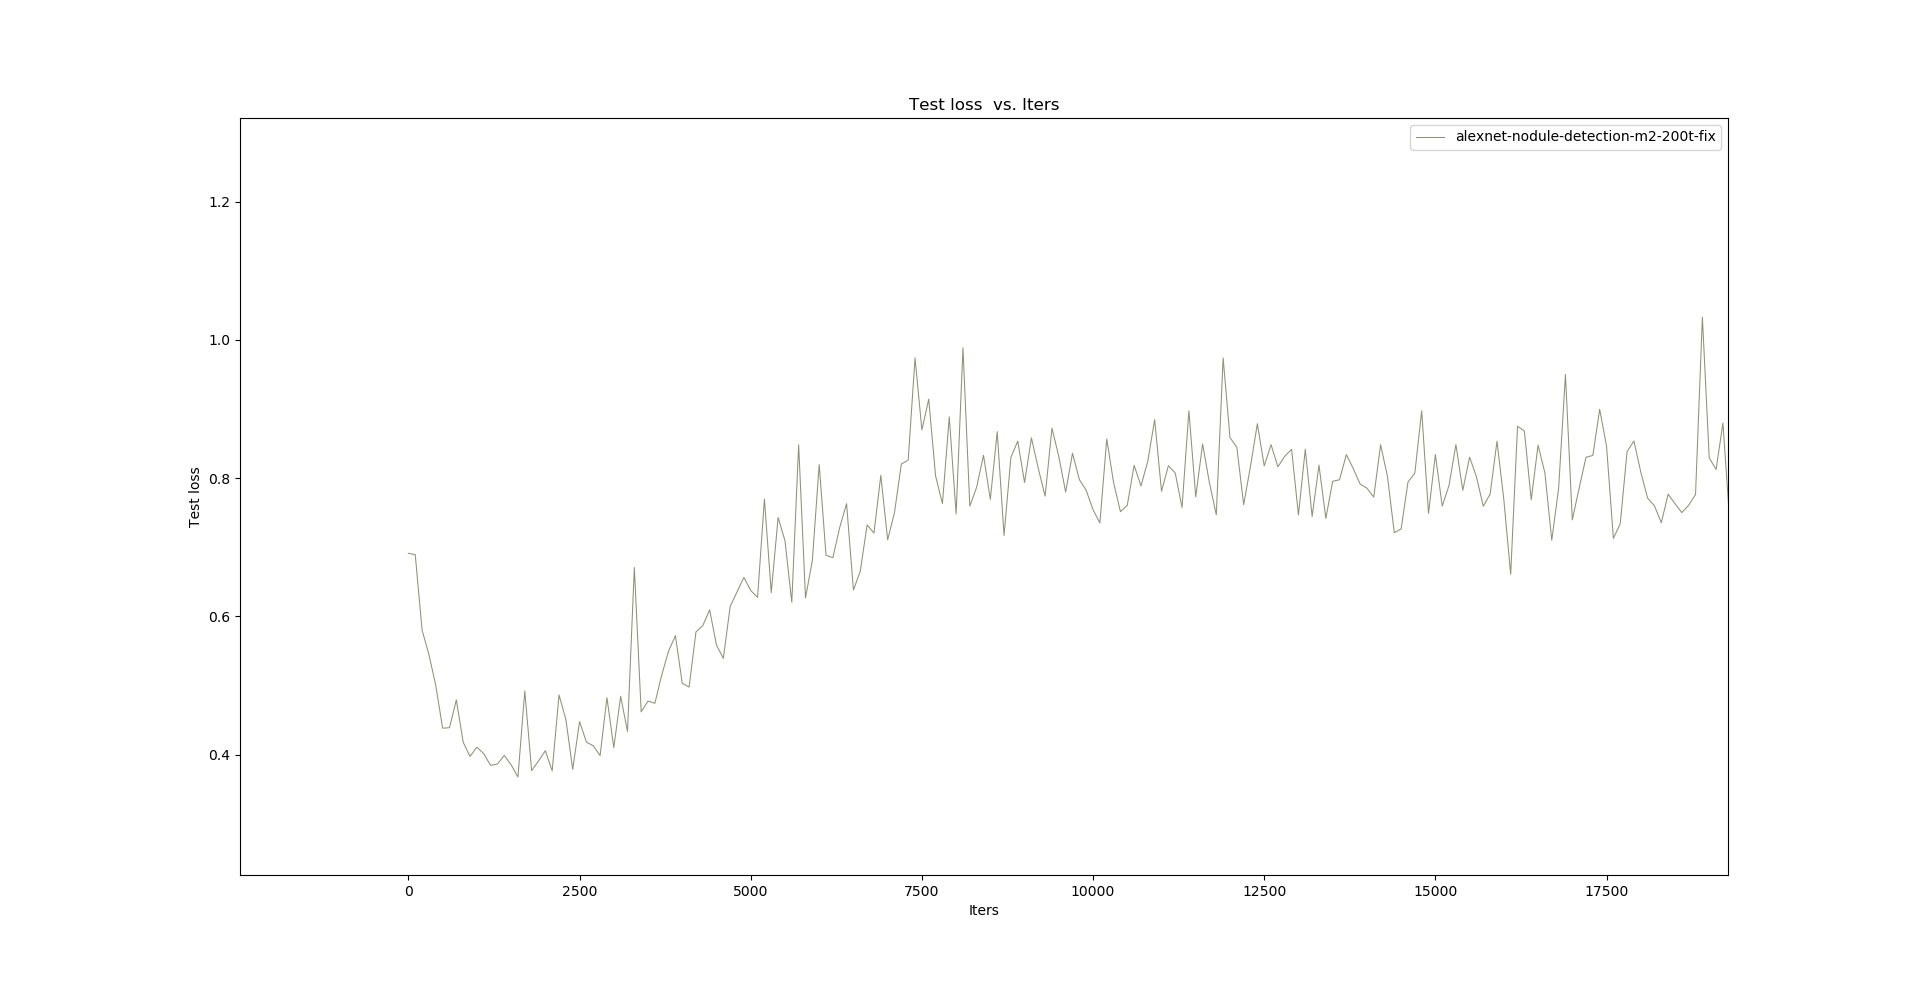 Test loss  vs. Iters
alexnet-nodule-detection-m2-200t-fix
1.2
1.0
0.8
0.6
0.4
Test loss
0 2500 5000 7500 10000 12500 15000 17500
Iters